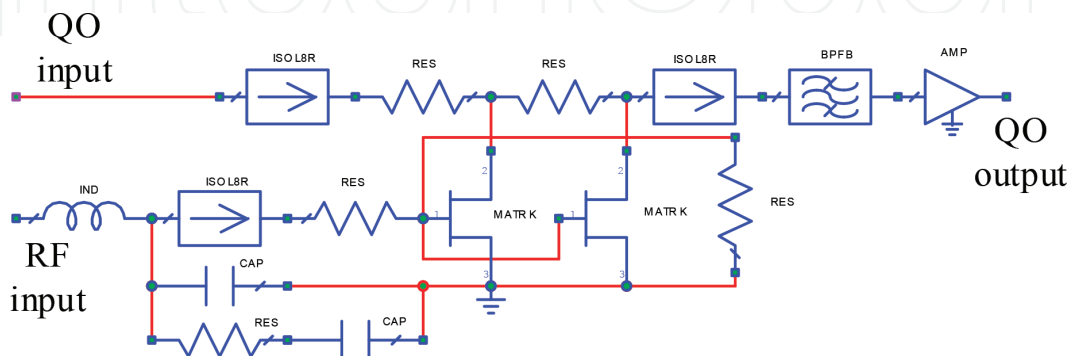 QO
input
ISOL8R
RES
RES
ISOL8R
BPFB
AMP
QO
output
IND
ISOL8R
RES
1
2
MATRK
3
1
2
MATRK
3
RES
RF
input
CAP
RES
CAP